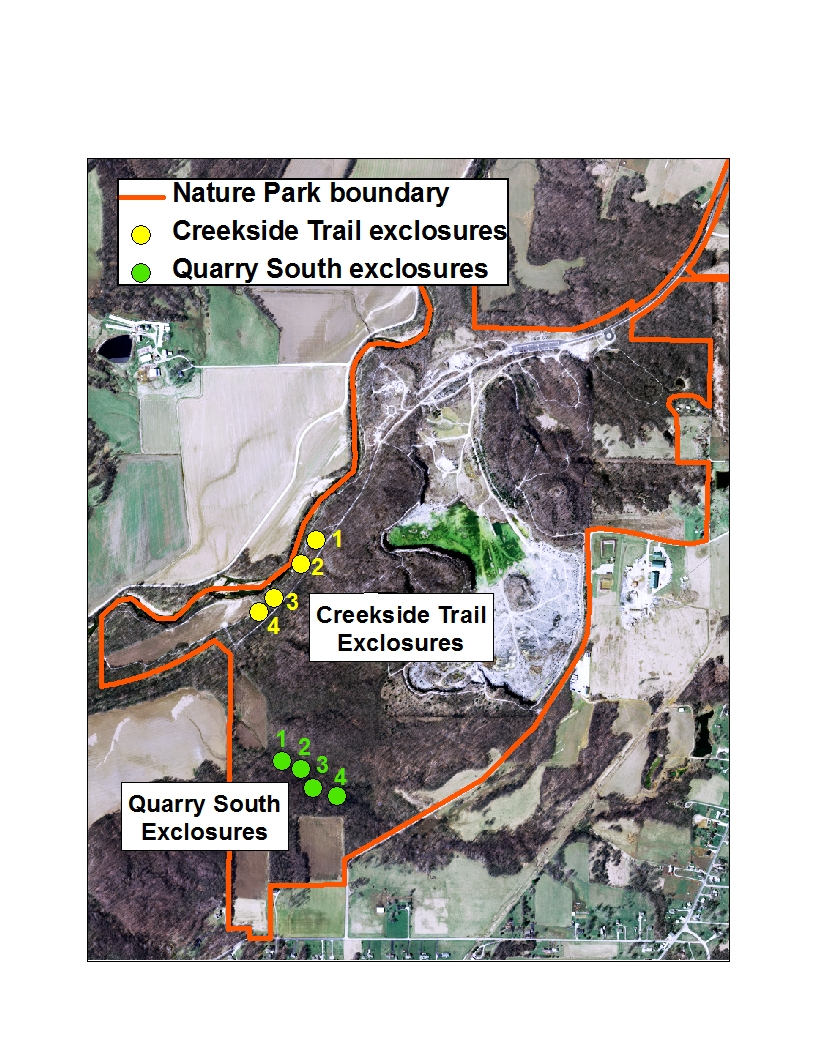 Nature Park boundary
Creekside Trail exclosures
Quarry South exclosures
1
2
3
4
Creekside Trail
Exclosures
1
2
3
4
Quarry South
Exclosures